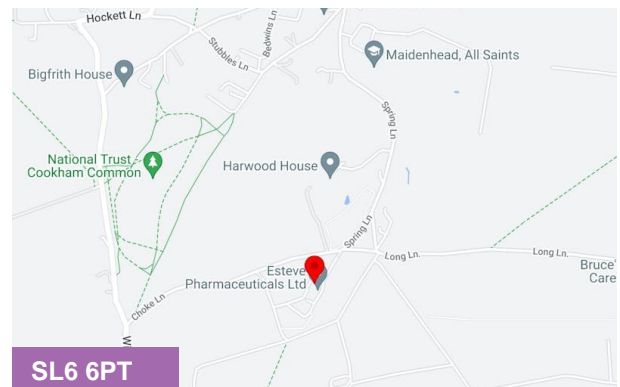 Hockett Ln
Stubbles Ln
Bedwins Ln
Bigfrith House
Maidenhead, All Saints
Spring Ln
National Trust
Cookham Common
Harwood House
Spring Ln
Long Ln.
Long Ln.
Esteve
Pharmaceuticals Ltd
Bruce'
Care
Choke Ln
SL6 6PT